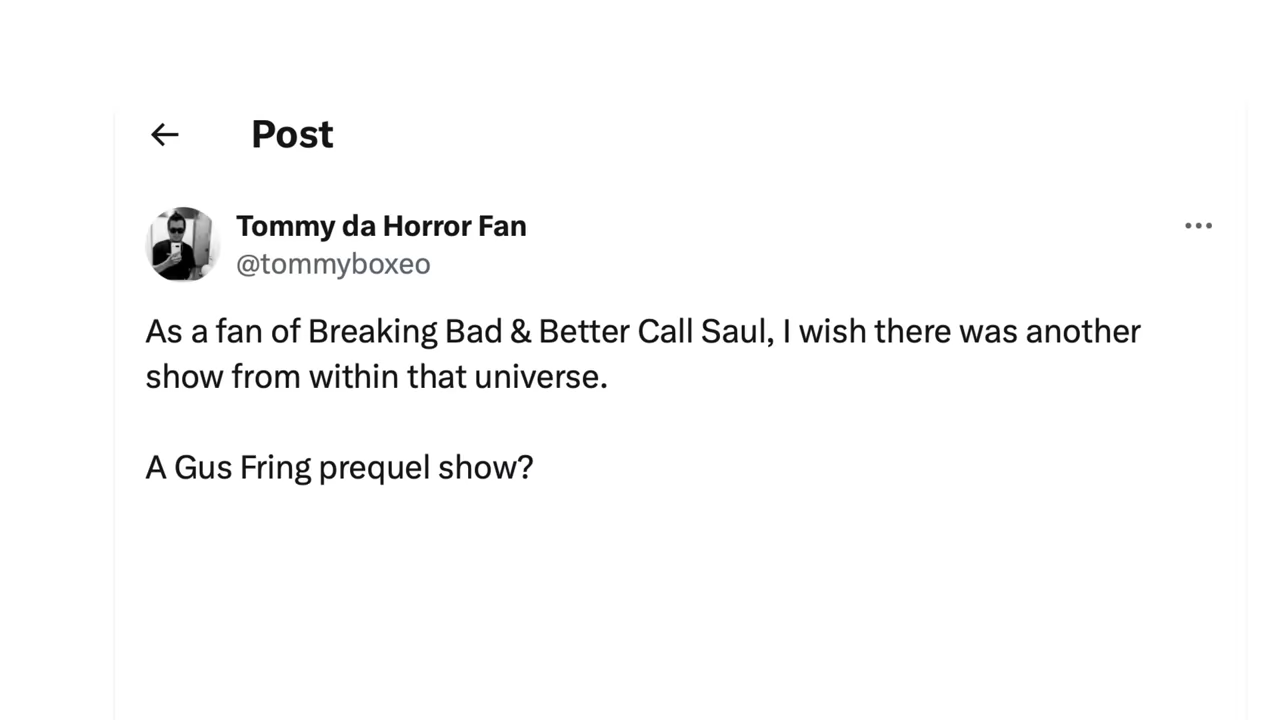 Post
Tommy da Horror Fan
@tommyboxeo
As a fan of Breaking Bad & Better Call Saul, I wish there was another
show from within that universe.
A Gus Fring prequel show?